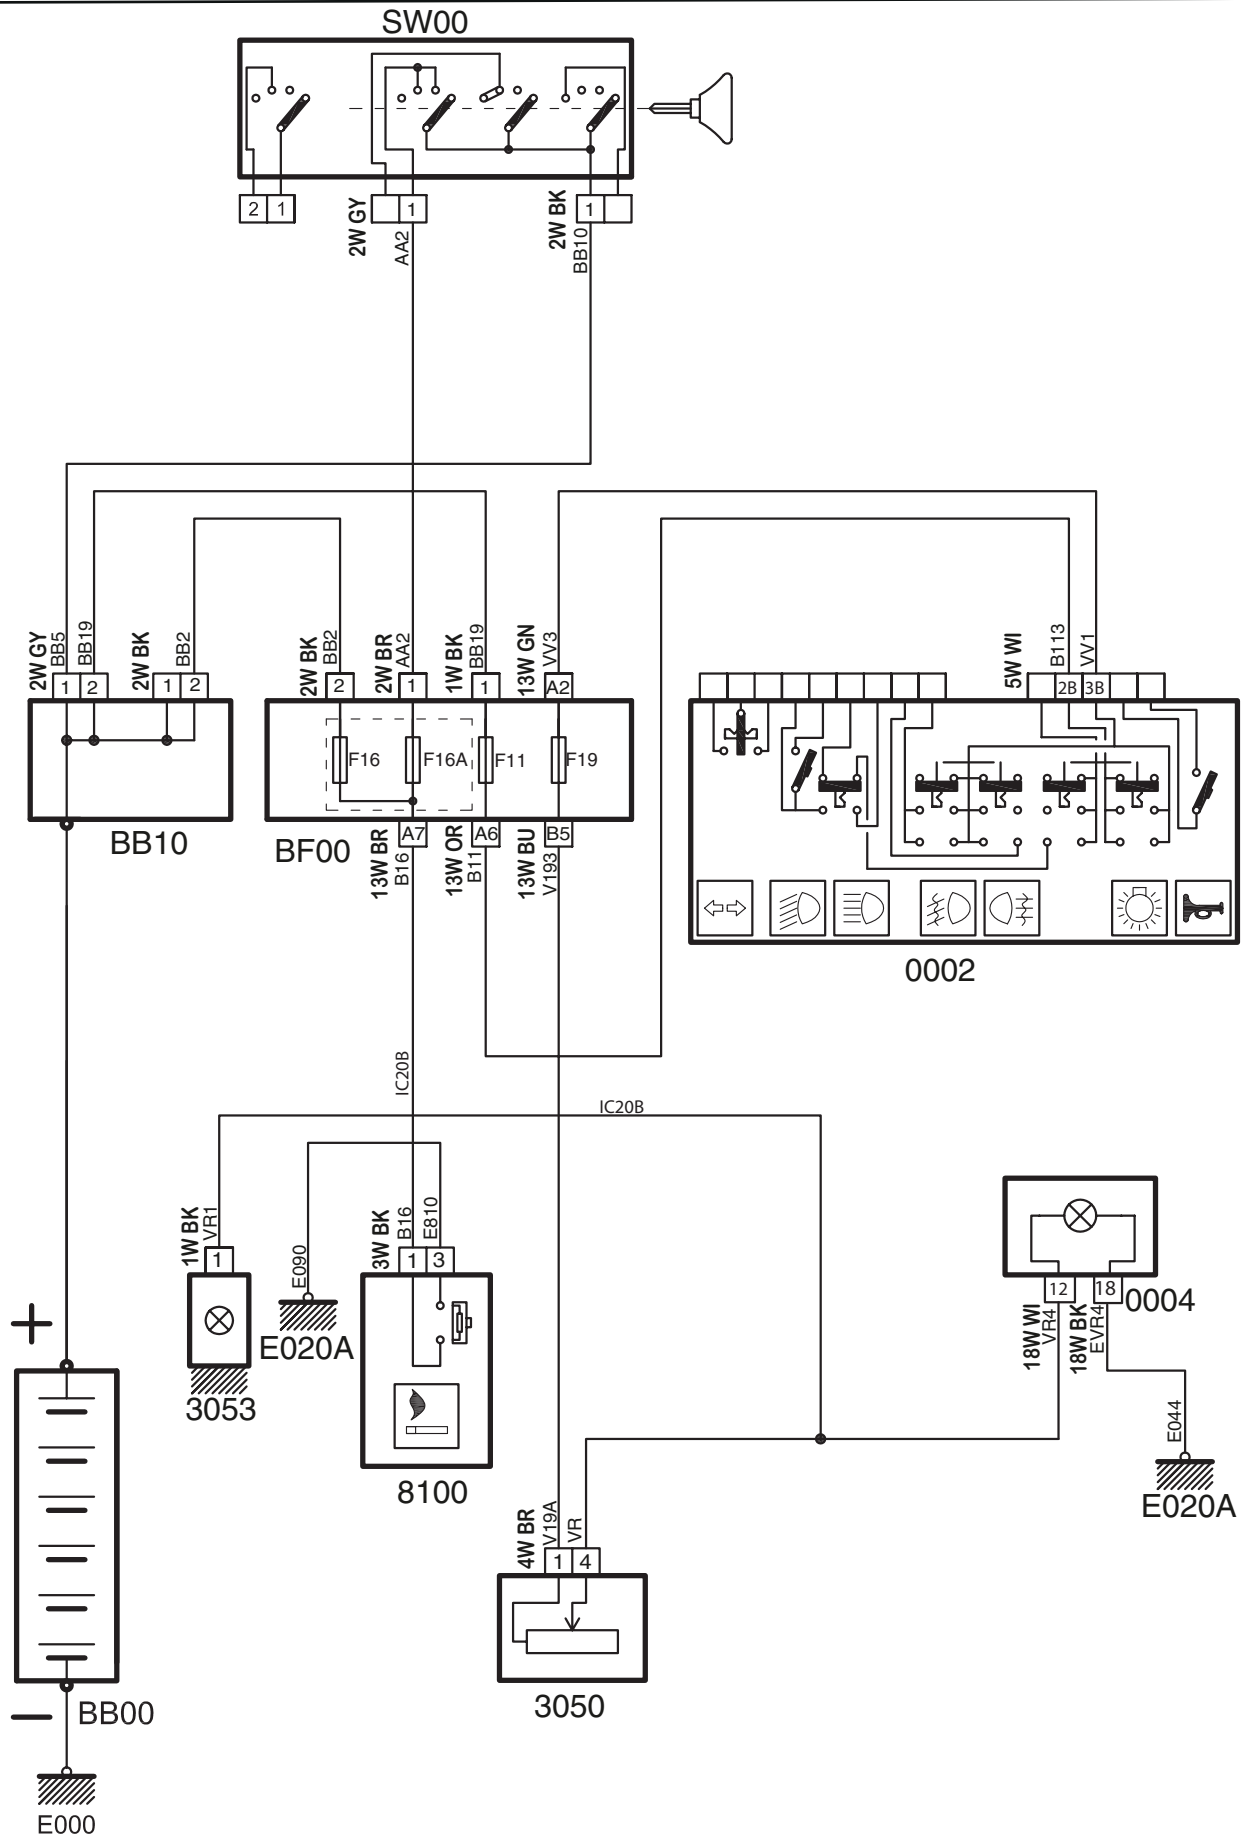 SW00
2 1
2W GY
AA2
1
2W BK
BB10
1
2W GY
BB5
BB19
1 2
2W BK
BB2
1 2
2W BK
BB2
2
2W BR
AA2
1
1W BK
BB19
1
13W GN
VV3
A2
5W WI
B113
VV1
2B 3B
F16
F16A
F11
F19
BB10
BF00
13W BR
B16
A7
13W OR
B11
A6
13W BU
V193
B5
0002
IC20B
IC20B
1W BK
VR1
1
E090
3W BK
B16
E810
1 3
E020A
3053
8100
12 18
0004
18W WI
VR4
18W BK
EVR4
E044
E020A
4W BR
V19A
VR
1 4
3050
+
− BB00
E000